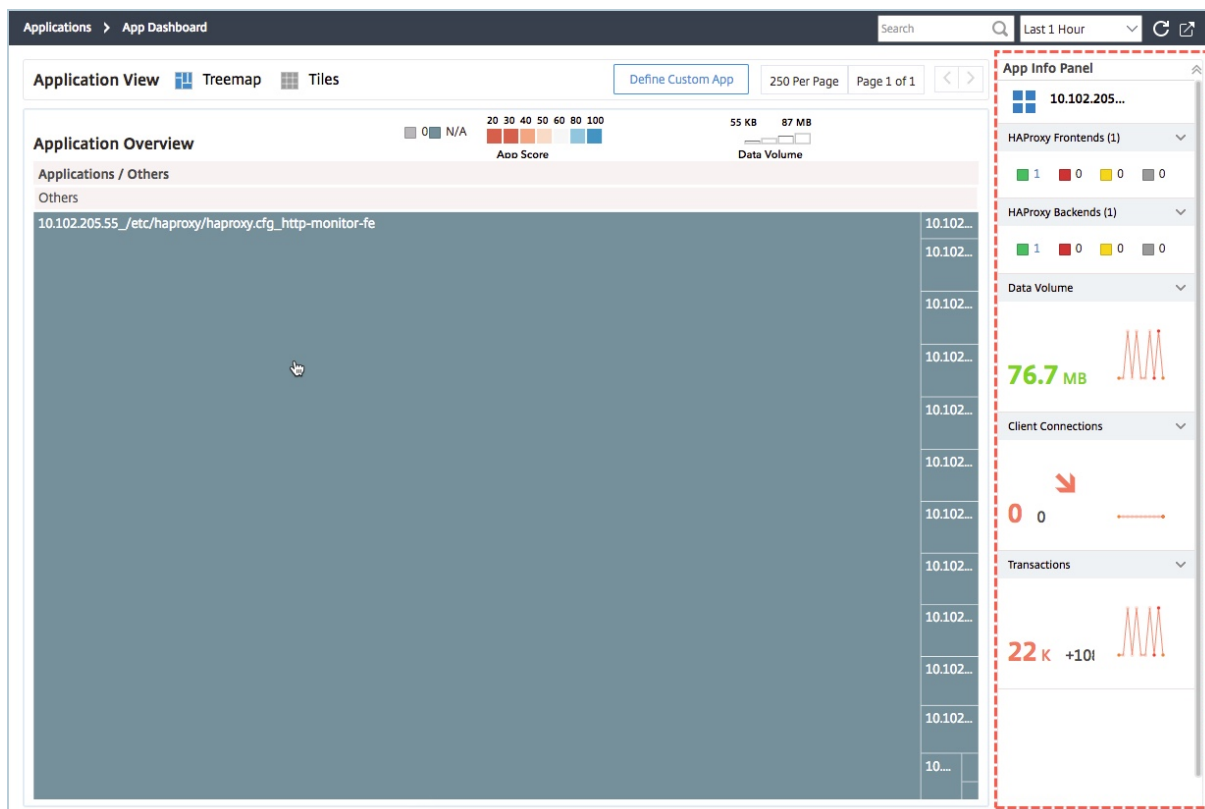 Applications > App Dashboard
Search
Last 1 Hour
Application View
Treemap
Tiles
Define Custom App
250 Per Page
Page 1 of 1
Application Overview
0
N/A
20 30 40 50 60 80 100
App Score
55 KB 87 MB
Data Volume
Applications / Others
Others
10.102.205.55_/etc/haproxy/haproxy.cfg_http-monitor-fe
10.102...
10.102...
10.102...
10.102...
10.102...
10.102...
10.102...
10.102...
10.102...
10.102...
10.102...
10....
App Info Panel
10.102.205...
HAProxy Frontends (1)
1 0 0 0
HAProxy Backends (1)
1 0 0 0
Data Volume
76.7 MB
Client Connections
0 0
Transactions
22 K